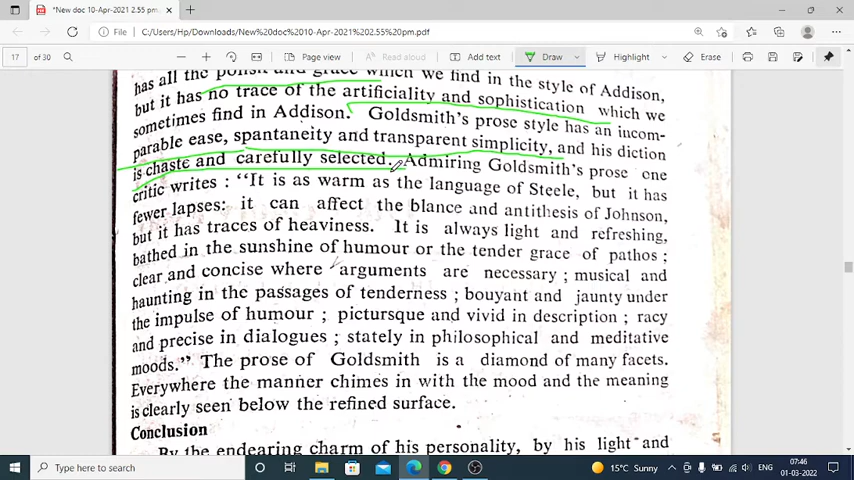 *New doc 10-Apr-2021 2.55 pm.p
File | C:/Users/Hp/Downloads/New%20doc%2010-Apr-2021%202.55%20pm.pdf
17 of 30 Page view Read aloud Add text Draw Highlight Erase
has all the polish and grace which we find in the style of Addison,
but it has no trace of the artificiality and sophistication which we
sometimes find in Addison. Goldsmith's prose style has an incom-
parable ease, spantaneity and transparent simplicity, and his diction
is chaste and carefully selected. Admiring Goldsmith's prose one
critic writes : "It is as warm as the language of Steele, but it has
fewer lapses: it can affect the blance and antithesis of Johnson,
but it has traces of heaviness. It is always light and refreshing,
bathed in the sunshine of humour or the tender grace of pathos ;
clear and concise where arguments are necessary ; musical and
haunting in the passages of tenderness ; bouyant and jaunty under
the impulse of humour ; pictursque and vivid in description ; racy
and precise in dialogues ; stately in philosophical and meditative
moods." The prose of Goldsmith is a diamond of many facets.
Everywhere the manner chimes in with the mood and the meaning
is clearly seen below the refined surface.
Conclusion
By the endearing charm of his personality, by his light and
Type here to search 15°C Sunny ENG 07:46
01-03-2022